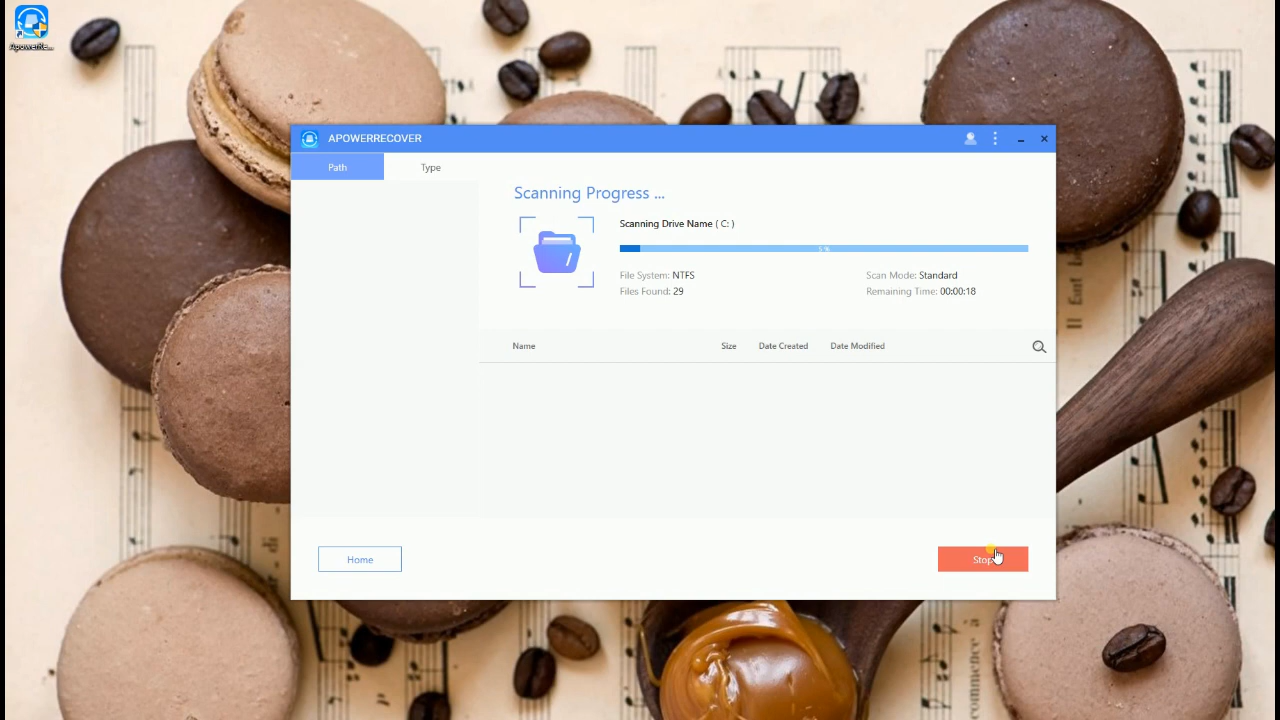 ApowerRe...
APOWERRECOVER
Path
Type
Scanning Progress ...
Scanning Drive Name ( C: )
5 %
File System: NTFS
Scan Mode: Standard
Files Found: 29
Remaining Time: 00:00:18
Name
Size
Date Created
Date Modified
Home
Stop